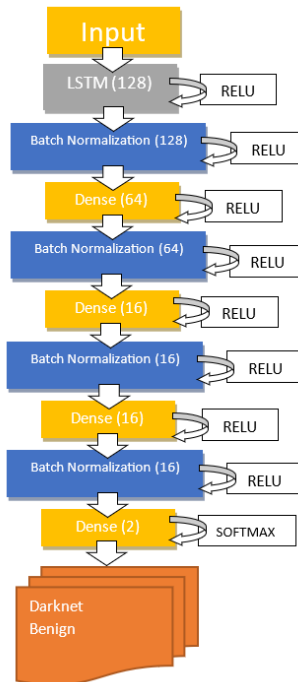 Input
LSTM (128)
RELU
Batch Normalization (128)
RELU
Dense (64)
RELU
Batch Normalization (64)
RELU
Dense (16)
RELU
Batch Normalization (16)
RELU
Dense (16)
RELU
Batch Normalization (16)
RELU
Dense (2)
SOFTMAX
Darknet
Benign